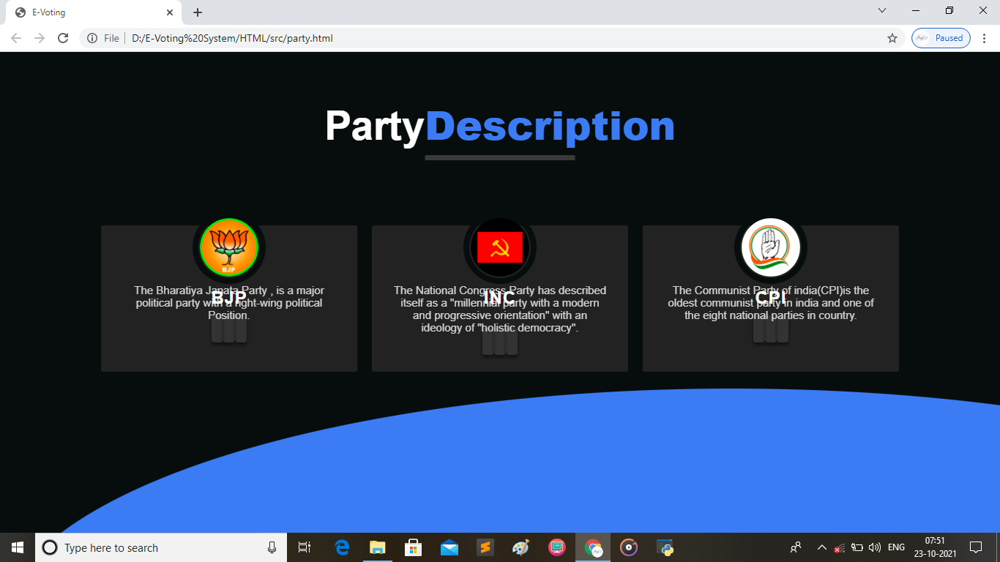 E-Voting
File
D:/E-Voting%20System/HTML/src/party.html
Paused
PartyDescription
BJP
The Bharatiya Janata Party , is a major
political party with a right-wing political
Position.
BJP
The National Congress Party has described
itself as a "millennial party with a modern
and progressive orientation" with an
ideology of "holistic democracy".
INC
The Communist Party of india(CPI)is the
oldest communist party in india and one of
the eight national parties in country.
CPI
Type here to search
ENG
07:51
23-10-2021